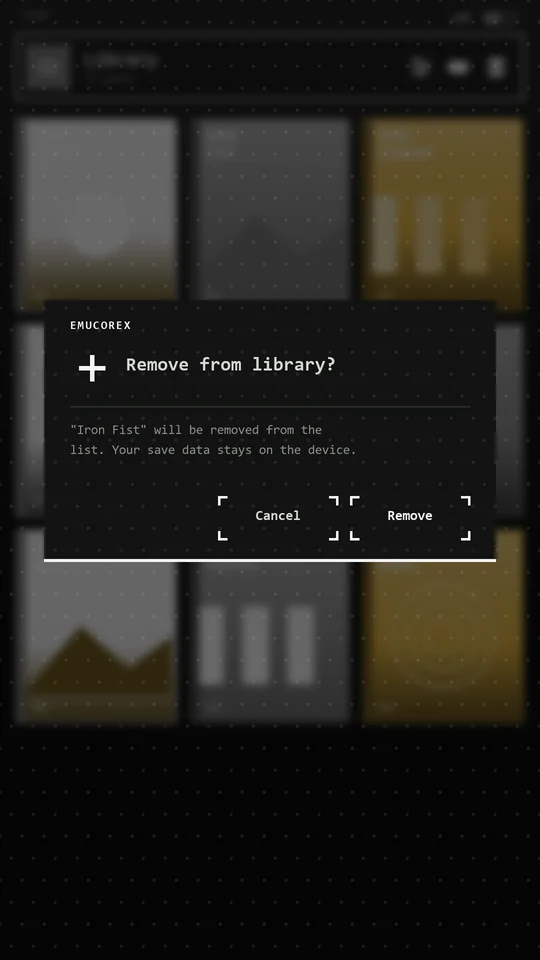 EMUCOREX
Remove from library?
"Iron Fist" will be removed from the
list. Your save data stays on the device.
Cancel
Remove